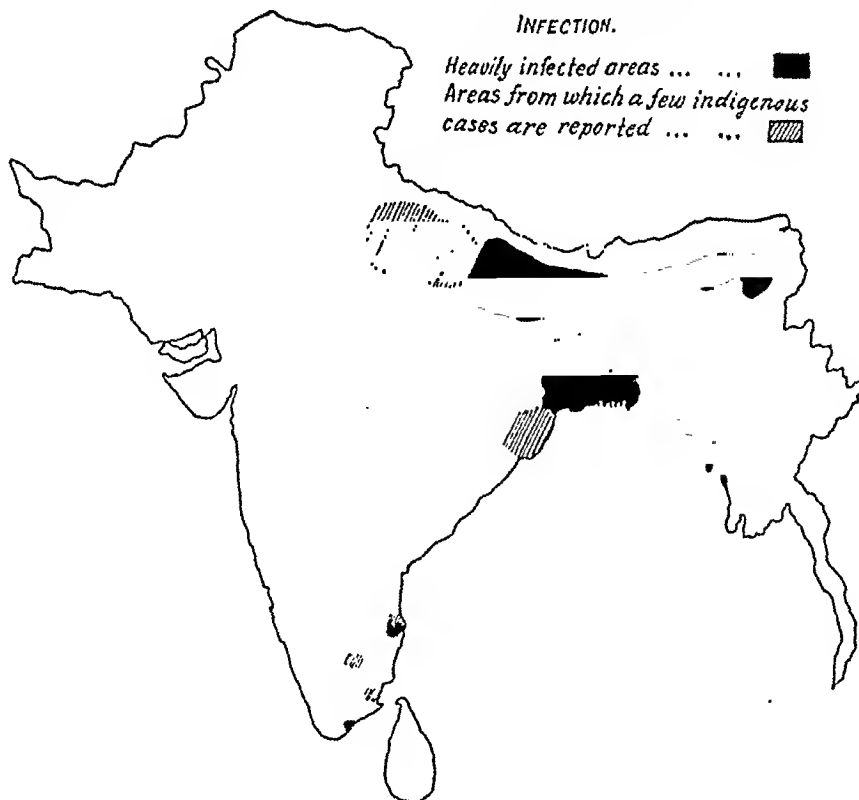 INFECTION.
Heavily infected areas ... ...
Areas from which a few indigenous
cases are reported ... ...